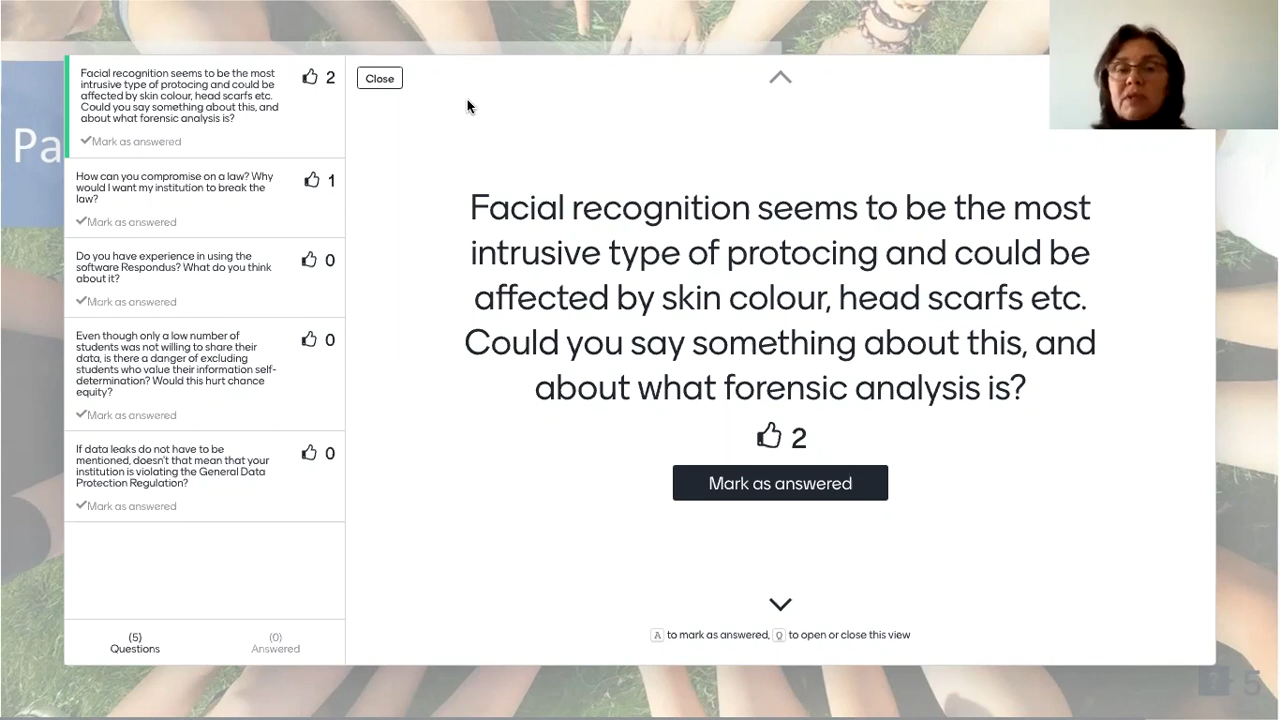 Pa
Facial recognition seems to be the most
intrusive type of protocing and could be
affected by skin colour, head scarfs etc.
Could you say something about this, and
about what forensic analysis is?
2
Mark as answered
How can you compromise on a law? Why
would I want my institution to break the
law?
1
Mark as answered
Do you have experience in using the
software Respondus? What do you think
about it?
0
Mark as answered
Even though only a low number of
students was not willing to share their
data, is there a danger of excluding
students who value their information self-
determination? Would this hurt chance
equity?
0
Mark as answered
If data leaks do not have to be
mentioned, doesn't that mean that your
institution is violating the General Data
Protection Regulation?
0
Mark as answered
(5)
Questions
(0)
Answered
Close
Facial recognition seems to be the most
intrusive type of protocing and could be
affected by skin colour, head scarfs etc.
Could you say something about this, and
about what forensic analysis is?
2
Mark as answered
A to mark as answered, Q to open or close this view
5